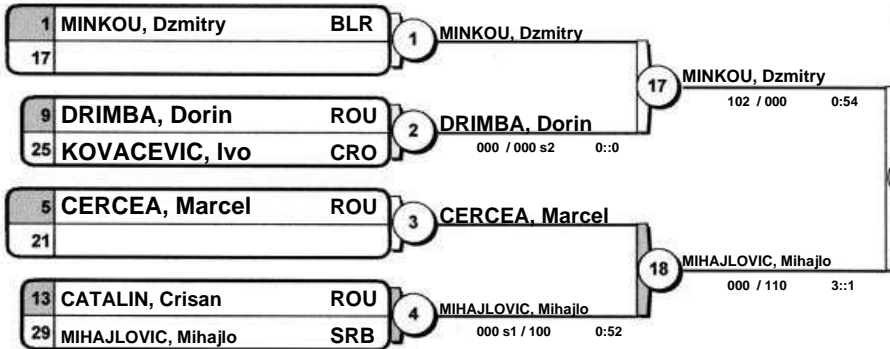 1 MINKOU, Dzmitry BLR
17
1 MINKOU, Dzmitry
9 DRIMBA, Dorin ROU
25 KOVACEVIC, Ivo CRO
2 DRIMBA, Dorin
000 / 000 s2 0::0
17 MINKOU, Dzmitry
102 / 000 0:54
5 CERCEA, Marcel ROU
21
3 CERCEA, Marcel
13 CATALIN, Crisan ROU
29 MIHAJLOVIC, Mihajlo SRB
4 MIHAJLOVIC, Mihajlo
000 s1 / 100 0:52
18 MIHAJLOVIC, Mihajlo
000 / 110 3::1